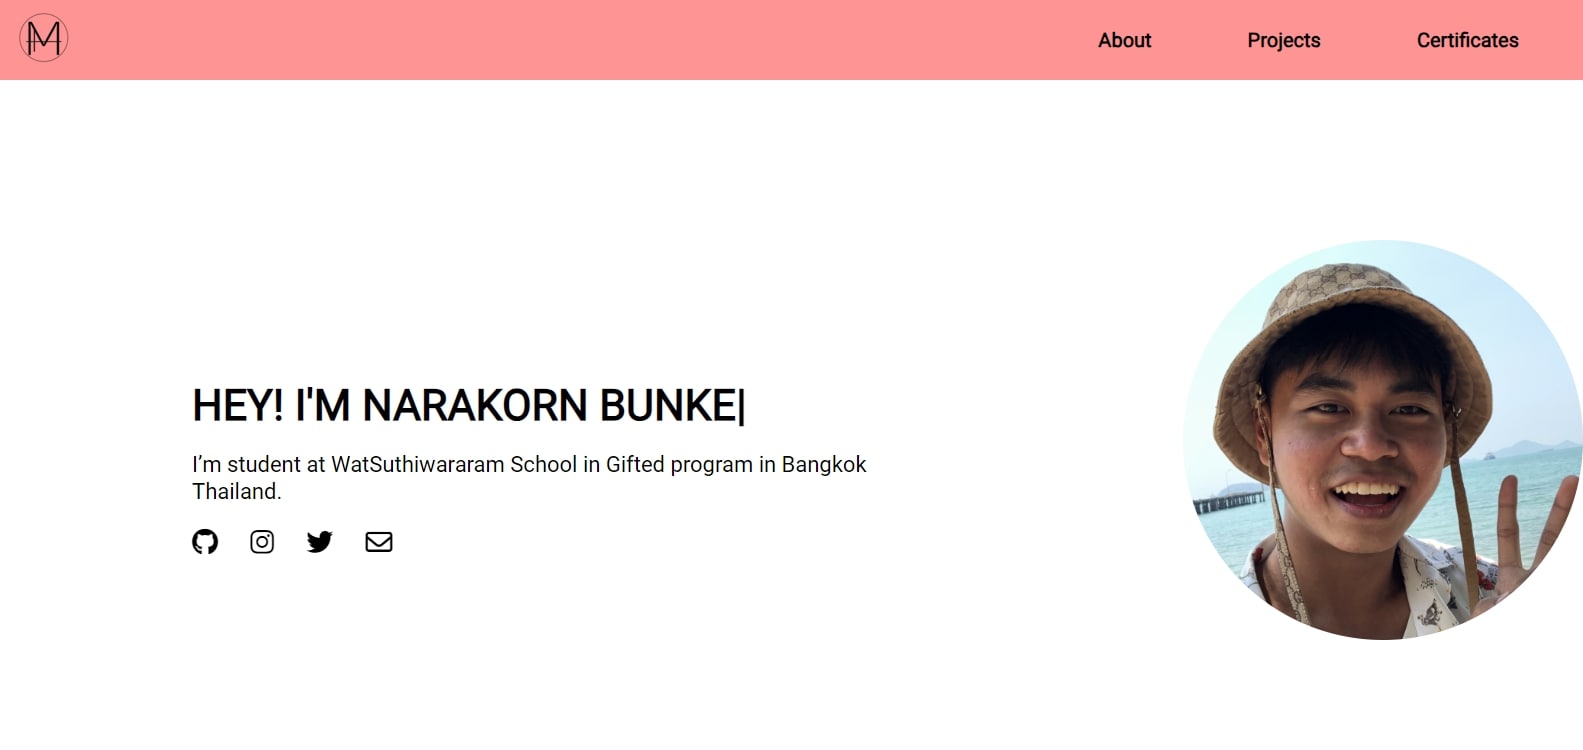 About Projects Certificates
HEY! I'M NARAKORN BUNKE|
I’m student at WatSuthiwararam School in Gifted program in Bangkok
Thailand.